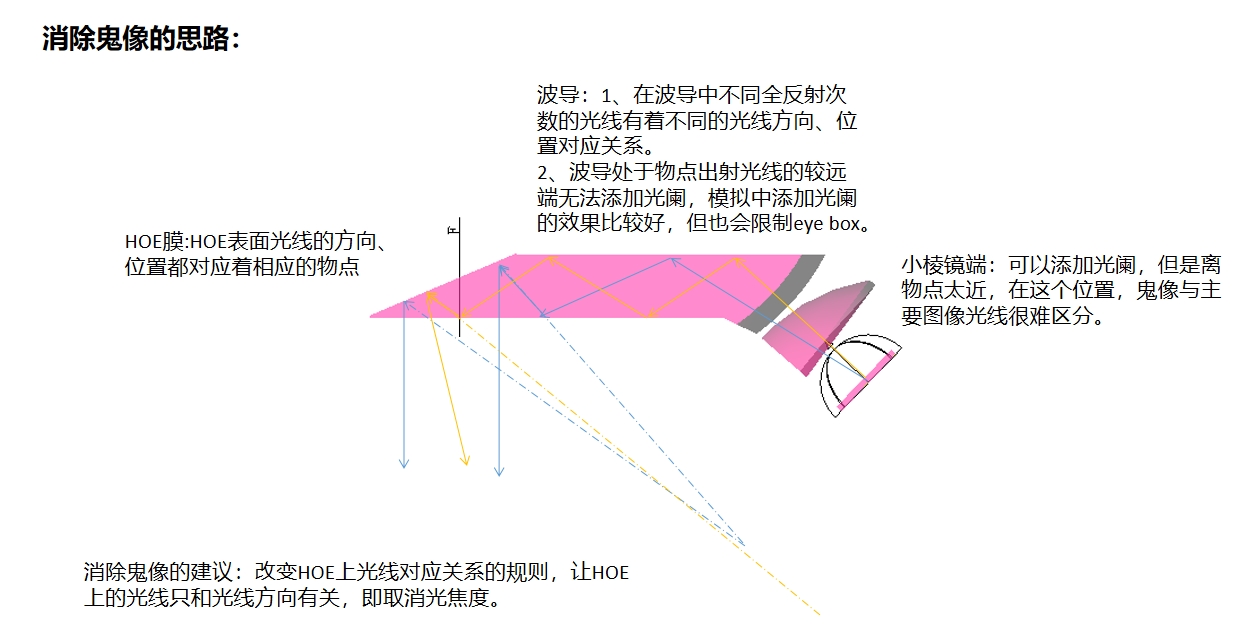 消除鬼像的思路：
波导：1、在波导中不同全反射次
数的光线有着不同的光线方向、位
置对应关系。
2、波导处于物点出射光线的较远
端无法添加光阑，模拟中添加光阑
的效果比较好，但也会限制eye box。
HOE膜:HOE表面光线的方向、
位置都对应着相应的物点
小棱镜端：可以添加光阑，但是离
物点太近，在这个位置，鬼像与主
要图像光线很难区分。
消除鬼像的建议：改变HOE上光线对应关系的规则，让HOE
上的光线只和光线方向有关，即取消光焦度。